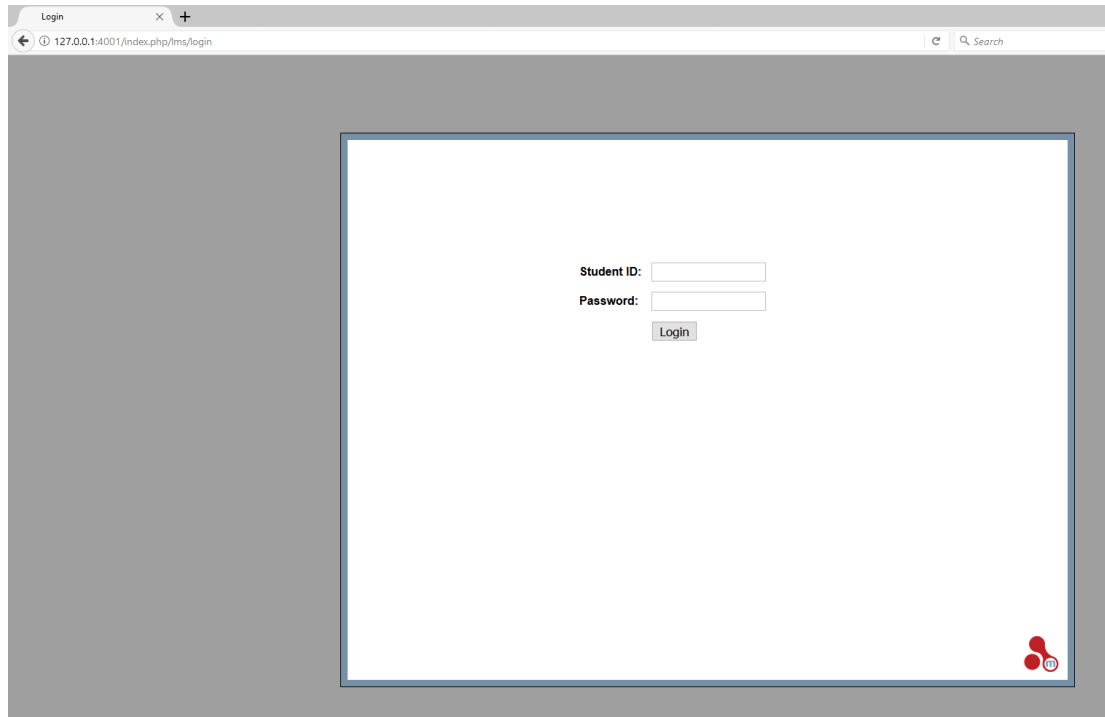 Login
127.0.0.1:4001/index.php/lms/login
Search
Student ID:
Password:
Login
m